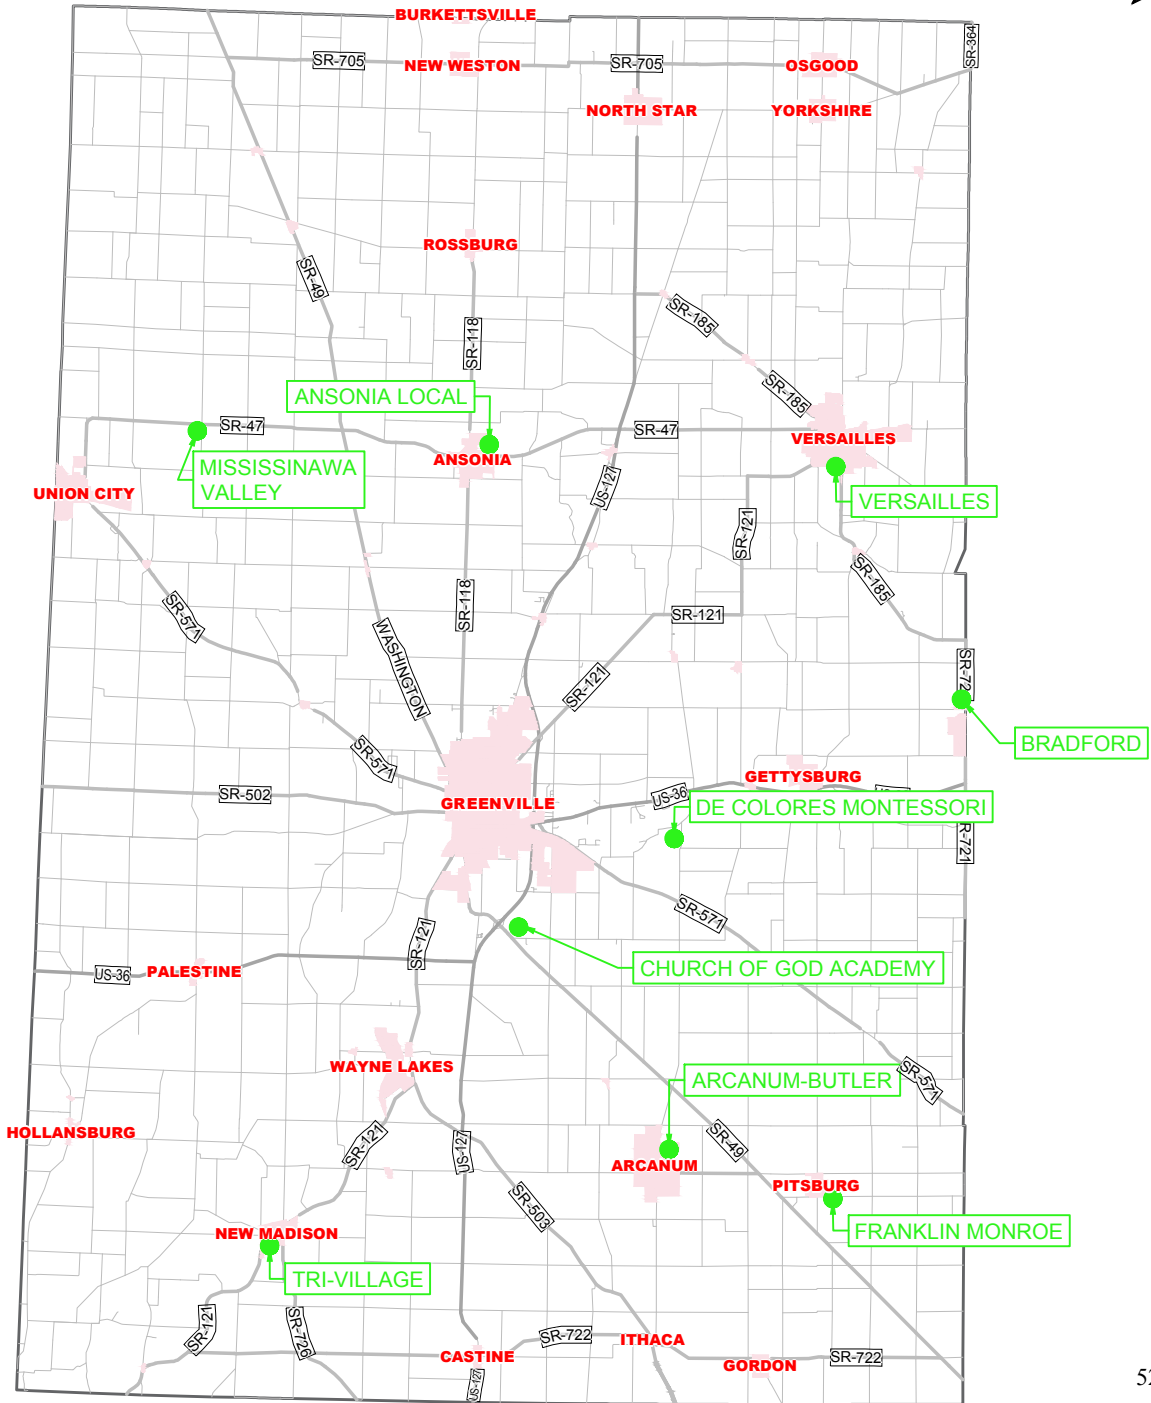 BURKETTSVILLE
SR-364
SR-705
NEW WESTON
SR-705
OSGOOD
NORTH STAR
YORKSHIRE
ROSSBURG
SR-49
SR-185
SR-118
SR-185
ANSONIA LOCAL
SR-47
SR-47
VERSAILLES
ANSONIA
MISSISSINAWA
VALLEY
UNION CITY
US-127
VERSAILLES
SR-121
SR-185
SR-118
SR-571
SR-121
WASHINGTON
SR-121
SR-72
BRADFORD
SR-571
GETTYSBURG
SR-502
GREENVILLE
US-36
DE COLORES MONTESSORI
R-721
SR-571
SR-121
CHURCH OF GOD ACADEMY
US-36
PALESTINE
WAYNE LAKES
ARCANUM-BUTLER
SR-571
HOLLANSBURG
SR-121
US-127
SR-49
ARCANUM
PITSBURG
SR-503
NEW MADISON
FRANKLIN MONROE
TRI-VILLAGE
SR-121
SR-726
SR-722
ITHACA
CASTINE
GORDON
SR-722
US-127
52